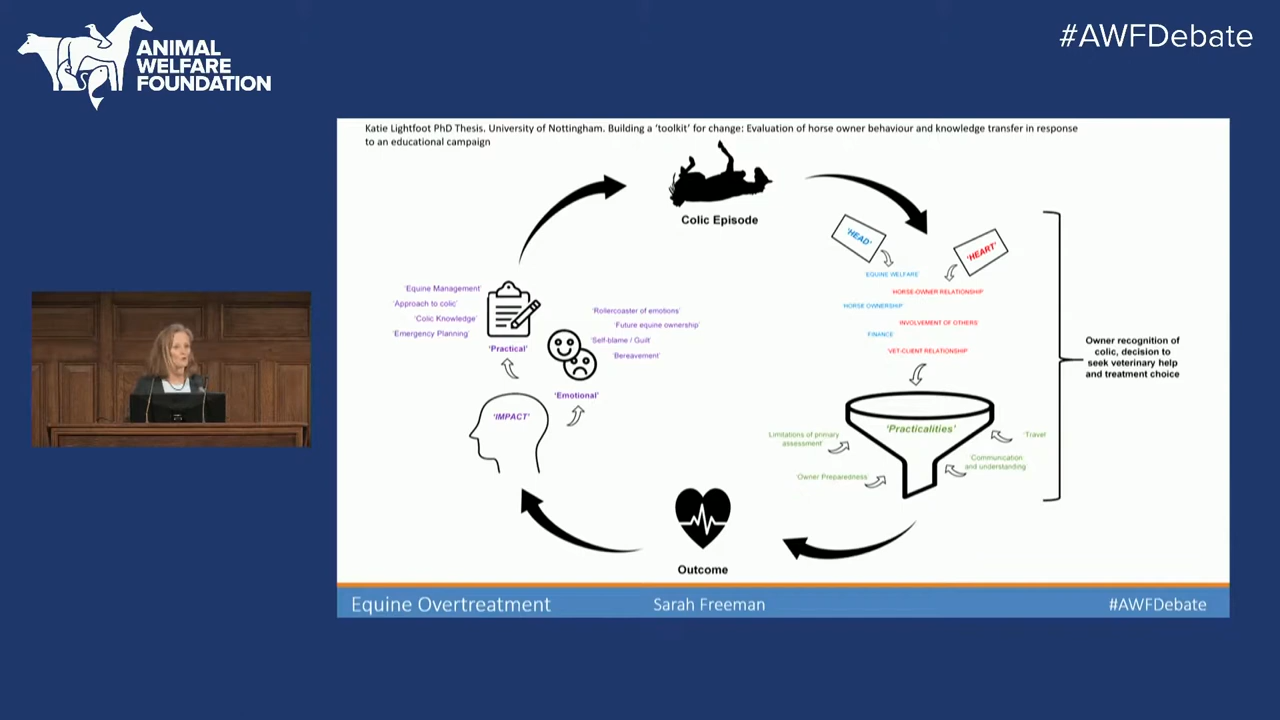 ANIMAL
WELFARE
FOUNDATION
#AWFDebate
Katie Lightfoot PhD Thesis. University of Nottingham. Building a 'toolkit' for change: Evaluation of horse owner behaviour and knowledge transfer in response
to an educational campaign
Colic Episode
'HEAD'
'HEART'
'EQUINE WELFARE'
HORSE-OWNER RELATIONSHIP'
HORSE OWNERSHIP'
INVOLVEMENT OF OTHERS'
FINANCE'
'VET-CLIENT RELATIONSHIP'
Owner recognition of
colic, decision to
seek veterinary help
and treatment choice
'Practicalities'
Limitations of primary
assessment'
'Owner Preparedness'
'Travel'
'Communication
and understanding'
Outcome
'IMPACT'
'Practical'
'Equine Management'
'Approach to colic'
'Colic Knowledge'
'Emergency Planning'
'Emotional'
'Rollercoaster of emotions'
'Future equine ownership'
'Self-blame / Guilt'
'Bereavement'
Equine Overtreatment
Sarah Freeman
#AWFDebate